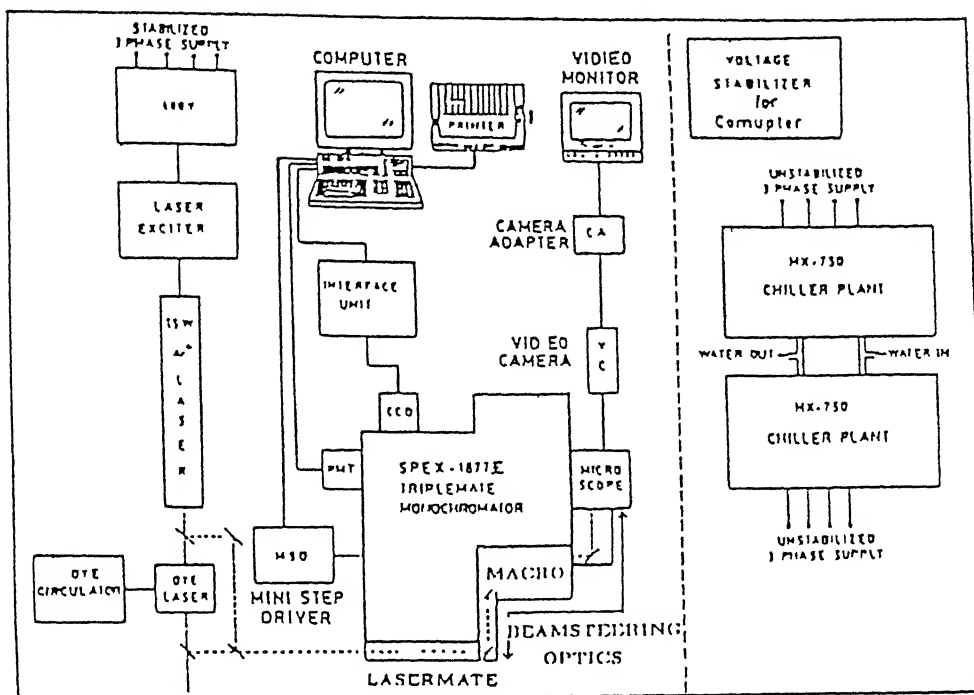 STABILIZED
3 PHASE SUPPLY
LASER
EXCITER
LASER
DYE
CIRCULATOR
DYE
LASER
COMPUTER
PRINTER
VIDIEO
MONITOR
CAMERA
ADAPTER
CA
INTERFACE
UNIT
VIDEO
CAMERA
VC
CCD
PMT
SPEX-1877E
TRIPLEMATE
MONOCHROMATOR
MICRO
SCOPE
MSD
MINI STEP
DRIVER
MACRO
BEAMSTEERING
OPTICS
LASERMATE
VOLTAGE
STABILIZER
for
Comupter
UNSTABILIZED
3 PHASE SUPPLY
HX-750
CHILLER PLANT
WATER OUT
WATER IN
HX-750
CHILLER PLANT
UNSTABILIZED
3 PHASE SUPPLY